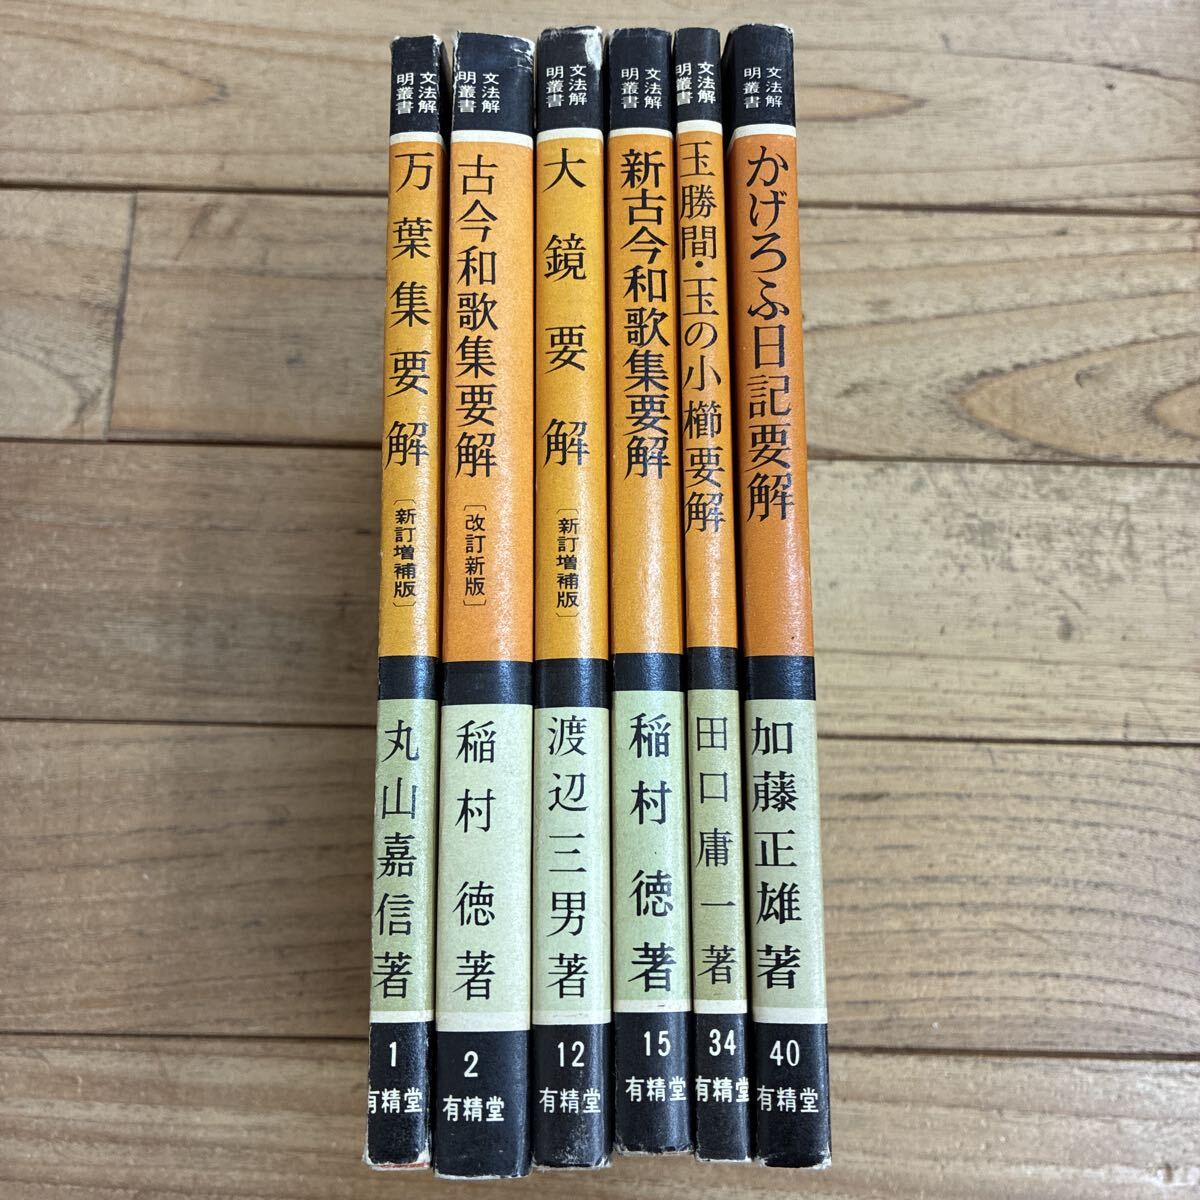 文法解
明叢書
万葉集要解
〔新訂増補版〕
丸山嘉信著
1
有精堂
文法解
明叢書
古今和歌集要解
〔改訂新版〕
稲村徳著
2
有精堂
文法解
明叢書
大鏡要解
〔新訂増補版〕
渡辺三男著
12
有精堂
文法解
明叢書
新古今和歌集要解
稲村徳著
15
有精堂
文法解
明叢書
玉勝間・玉の小櫛要解
田口庸一著
34
有精堂
文法解
明叢書
かげろふ日記要解
加藤正雄著
40
有精堂